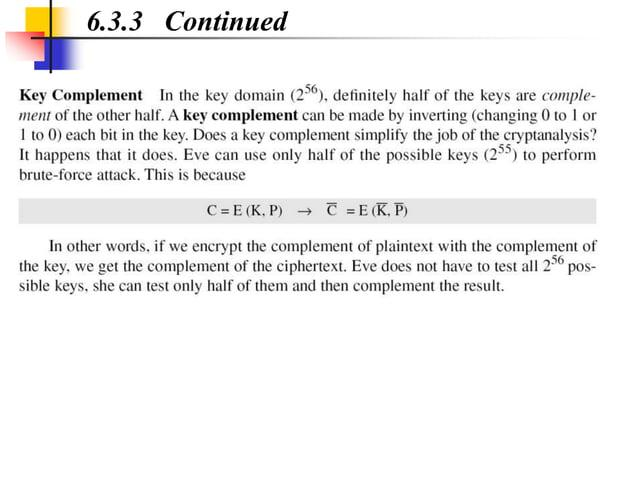 6.3.3 Continued
Key Complement In the key domain (2⁵⁶), definitely half of the keys are comple-
ment of the other half. A key complement can be made by inverting (changing 0 to 1 or
1 to 0) each bit in the key. Does a key complement simplify the job of the cryptanalysis?
It happens that it does. Eve can use only half of the possible keys (2⁵⁵) to perform
brute-force attack. This is because
C = E (K, P) → C̅ = E (K̅, P̅)
In other words, if we encrypt the complement of plaintext with the complement of
the key, we get the complement of the ciphertext. Eve does not have to test all 2⁵⁶ pos-
sible keys, she can test only half of them and then complement the result.